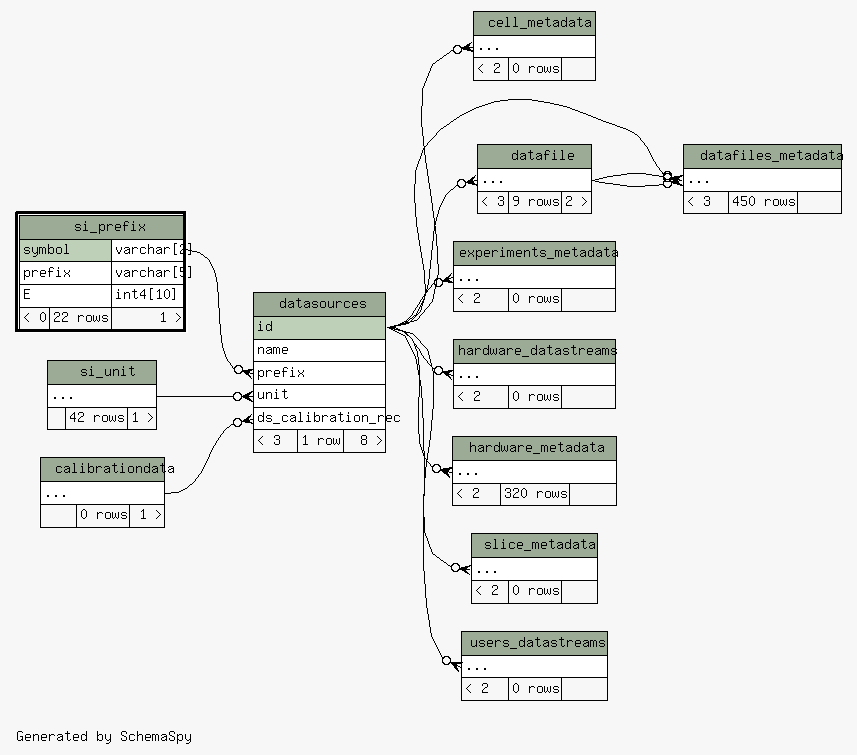 cell_metadata
...
< 2 0 rows
datafile
...
< 3 9 rows 2 >
datafiles_metadata
...
< 3 450 rows
si_prefix
symbol varchar[2]
prefix varchar[5]
E int4[10]
< 0 22 rows 1 >
experiments_metadata
...
< 2 0 rows
datasources
id
name
prefix
unit
ds_calibration_rec
< 3 1 row 8 >
hardware_datastreams
...
< 2 0 rows
si_unit
...
42 rows 1 >
hardware_metadata
...
< 2 320 rows
calibrationdata
...
0 rows 1 >
slice_metadata
...
< 2 0 rows
users_datastreams
...
< 2 0 rows
Generated by SchemaSpy